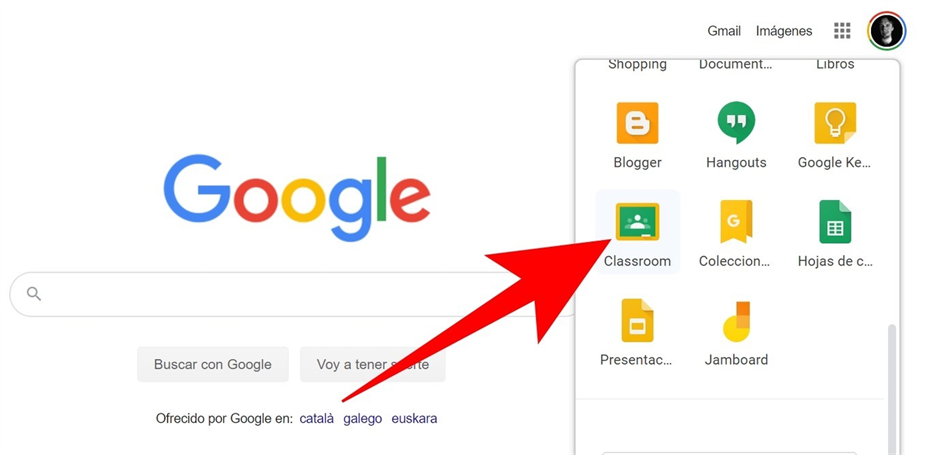 Gmail Imágenes
Shopping Document... Libros
Blogger Hangouts Google Ke...
Google
G
Classroom Coleccion... Hojas de c...
Presentac... Jamboard
Buscar con Google Voy a tener suerte
Ofrecido por Google en: català galego euskara